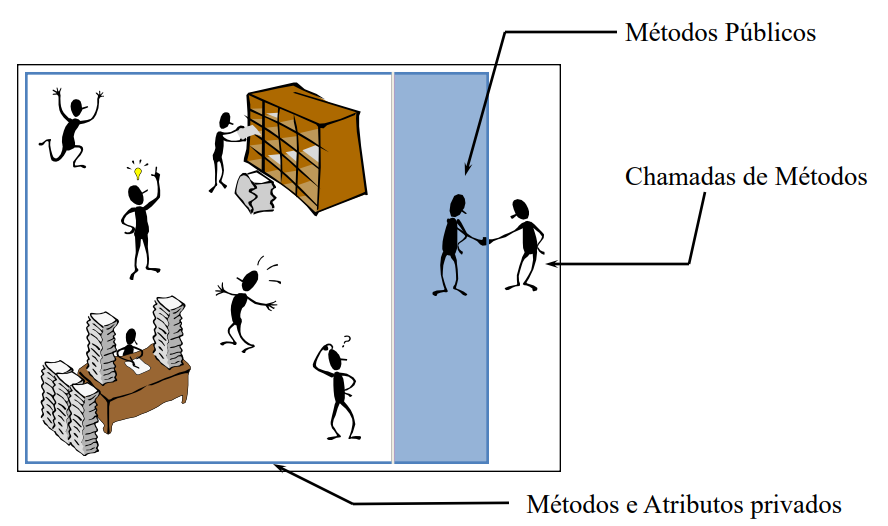 Métodos Públicos
Chamadas de Métodos
?
Métodos e Atributos privados